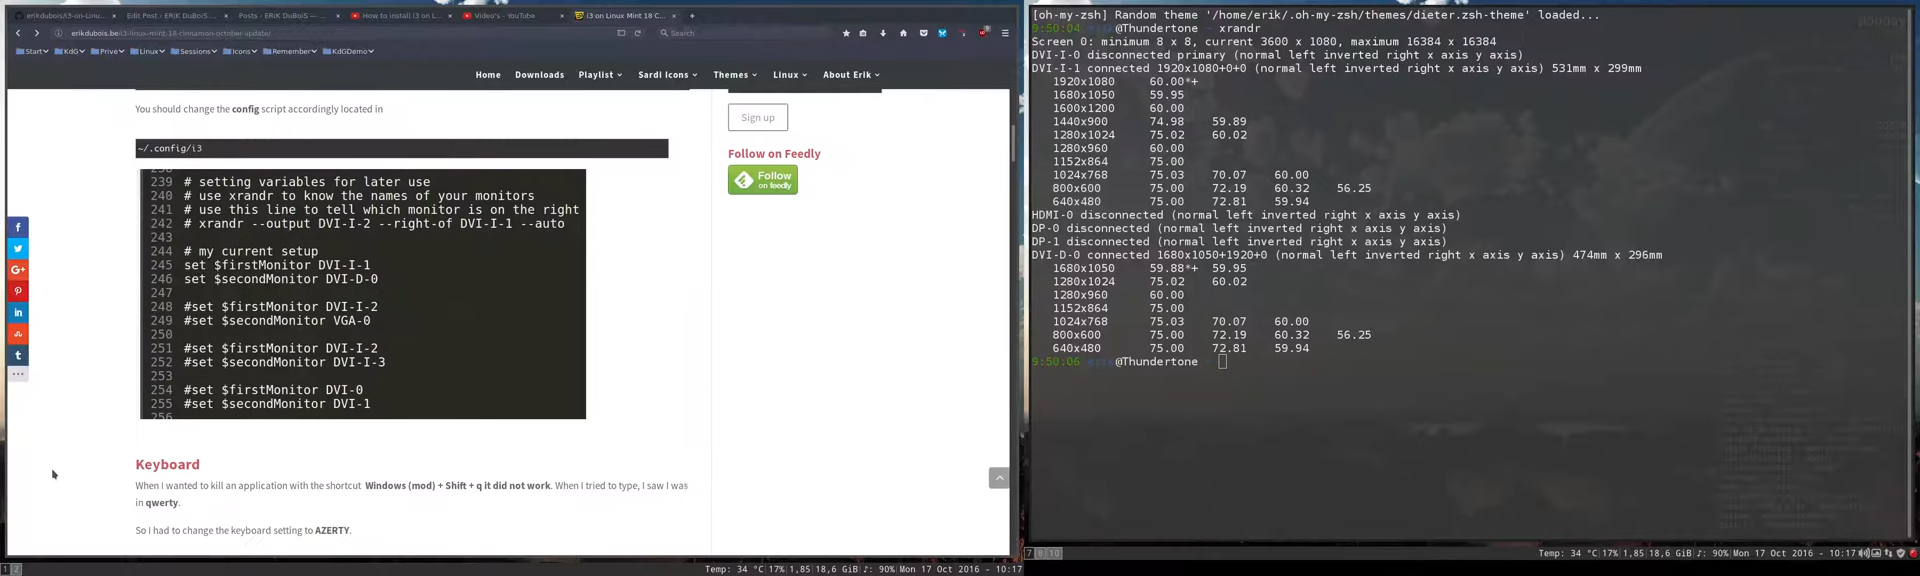 erikdubois/i3-on-Linu...
Edit Post ‹ ERiK DuBoiS ...
Posts ‹ ERiK DuBoiS — ...
How to install i3 on L...
Video's - YouTube
i3 on Linux Mint 18 C...
erikdubois.be/i3-linux-mint-18-cinnamon-october-update/
Search
Start
KdG
Prive
Linux
Sessions
Icons
Remember
KdGDemo
Home Downloads Playlist Sardi Icons Themes Linux About Erik
You should change the config script accordingly located in
~/.config/i3
239 # setting variables for later use
240 # use xrandr to know the names of your monitors
241 # use this line to tell which monitor is on the right
242 # xrandr --output DVI-I-2 --right-of DVI-I-1 --auto
243
244 # my current setup
245 set $firstMonitor DVI-I-1
246 set $secondMonitor DVI-D-0
247
248 #set $firstMonitor DVI-I-2
249 #set $secondMonitor VGA-0
250
251 #set $firstMonitor DVI-I-2
252 #set $secondMonitor DVI-I-3
253
254 #set $firstMonitor DVI-0
255 #set $secondMonitor DVI-1
256
Keyboard
When I wanted to kill an application with the shortcut Windows (mod) + Shift + q it did not work. When I tried to type, I saw I was
in qwerty.
So I had to change the keyboard setting to AZERTY.
Sign up
Follow on Feedly
Follow
on feedly
1 2
Temp: 34 °C|17%|1,85|18,6 GiB|♪: 90%|Mon 17 Oct 2016 - 10:17
[oh-my-zsh] Random theme '/home/erik/.oh-my-zsh/themes/dieter.zsh-theme' loaded...
9:50:04 erik@Thundertone ~ xrandr
Screen 0: minimum 8 x 8, current 3600 x 1080, maximum 16384 x 16384
DVI-I-0 disconnected primary (normal left inverted right x axis y axis)
DVI-I-1 connected 1920x1080+0+0 (normal left inverted right x axis y axis) 531mm x 299mm
1920x1080 60.00*+
1680x1050 59.95
1600x1200 60.00
1440x900 74.98 59.89
1280x1024 75.02 60.02
1280x960 60.00
1152x864 75.00
1024x768 75.03 70.07 60.00
800x600 75.00 72.19 60.32 56.25
640x480 75.00 72.81 59.94
HDMI-0 disconnected (normal left inverted right x axis y axis)
DP-0 disconnected (normal left inverted right x axis y axis)
DP-1 disconnected (normal left inverted right x axis y axis)
DVI-D-0 connected 1680x1050+1920+0 (normal left inverted right x axis y axis) 474mm x 296mm
1680x1050 59.88*+ 59.95
1280x1024 75.02 60.02
1280x960 60.00
1152x864 75.00
1024x768 75.03 70.07 60.00
800x600 75.00 72.19 60.32 56.25
640x480 75.00 72.81 59.94
9:50:06 erik@Thundertone ~
7 8 10
Temp: 34 °C|17%|1,85|18,6 GiB|♪: 90%|Mon 17 Oct 2016 - 10:17